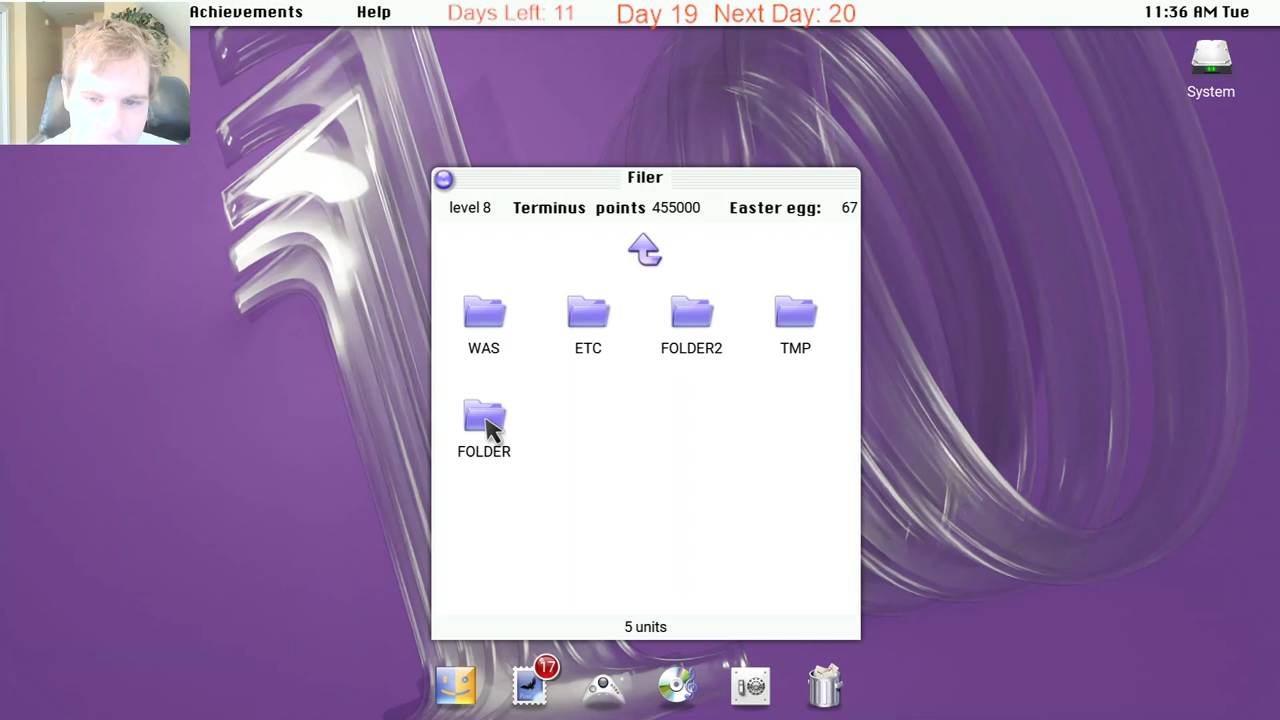 Achievements Help Days Left: 11 Day 19 Next Day: 20 11:36 AM Tue
System
Filer
level 8 Terminus points 455000 Easter egg: 67
WAS ETC FOLDER2 TMP
FOLDER
5 units
17